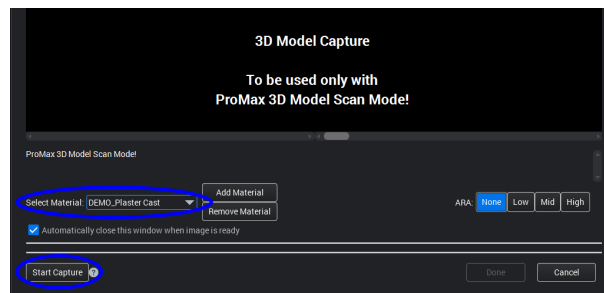 3D Model Capture
To be used only with
ProMax 3D Model Scan Mode!
ProMax 3D Model Scan Mode!
Add Material
Select Material: DEMO_Plaster Cast
Remove Material
ARA: None Low Mid High
Automatically close this window when image is ready
Start Capture ?
Done Cancel